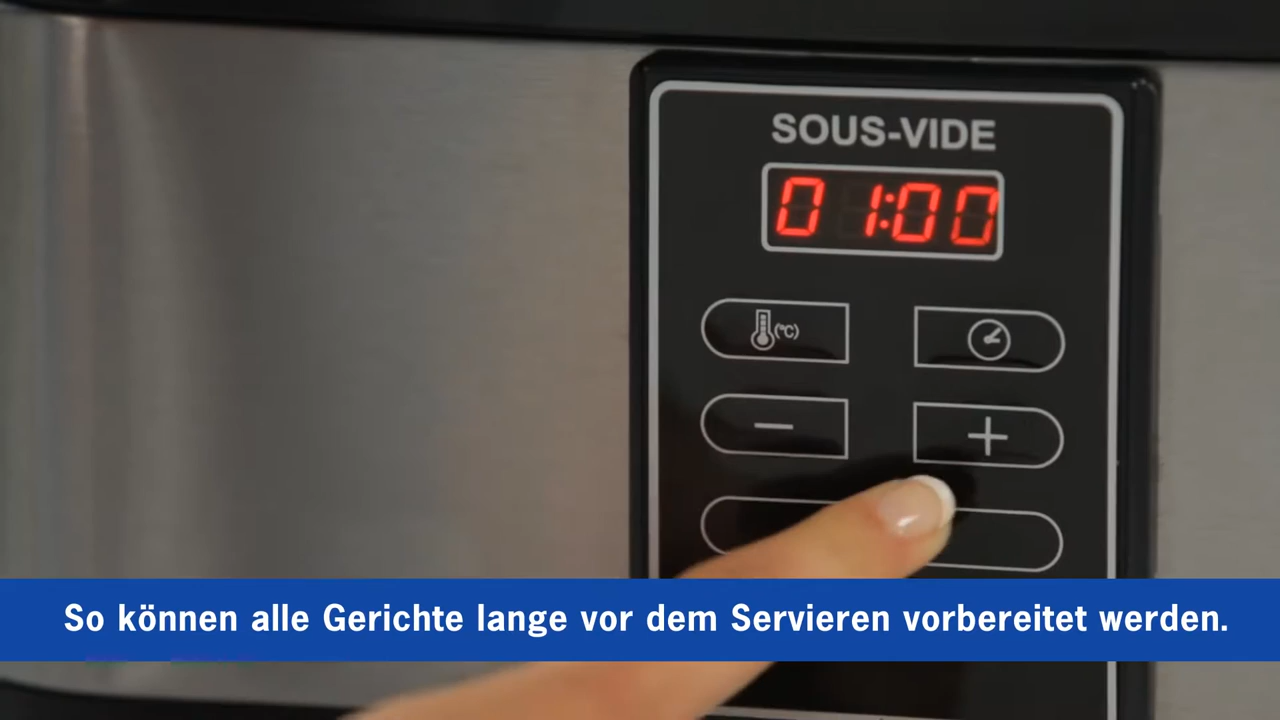 SOUS-VIDE
01:00
(°C)
−
+
So können alle Gerichte lange vor dem Servieren vorbereitet werden.